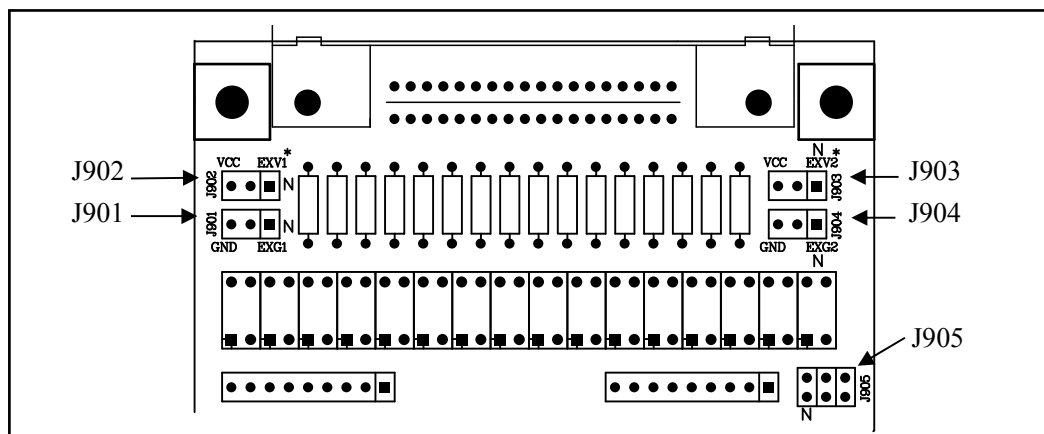 N
VCC EXV1 *
VCC EXV2 *
J902
J902
N
J903
J903
J901
J901
N
J904
J904
GND EXG1
GND EXG2
N
J905
J905
N